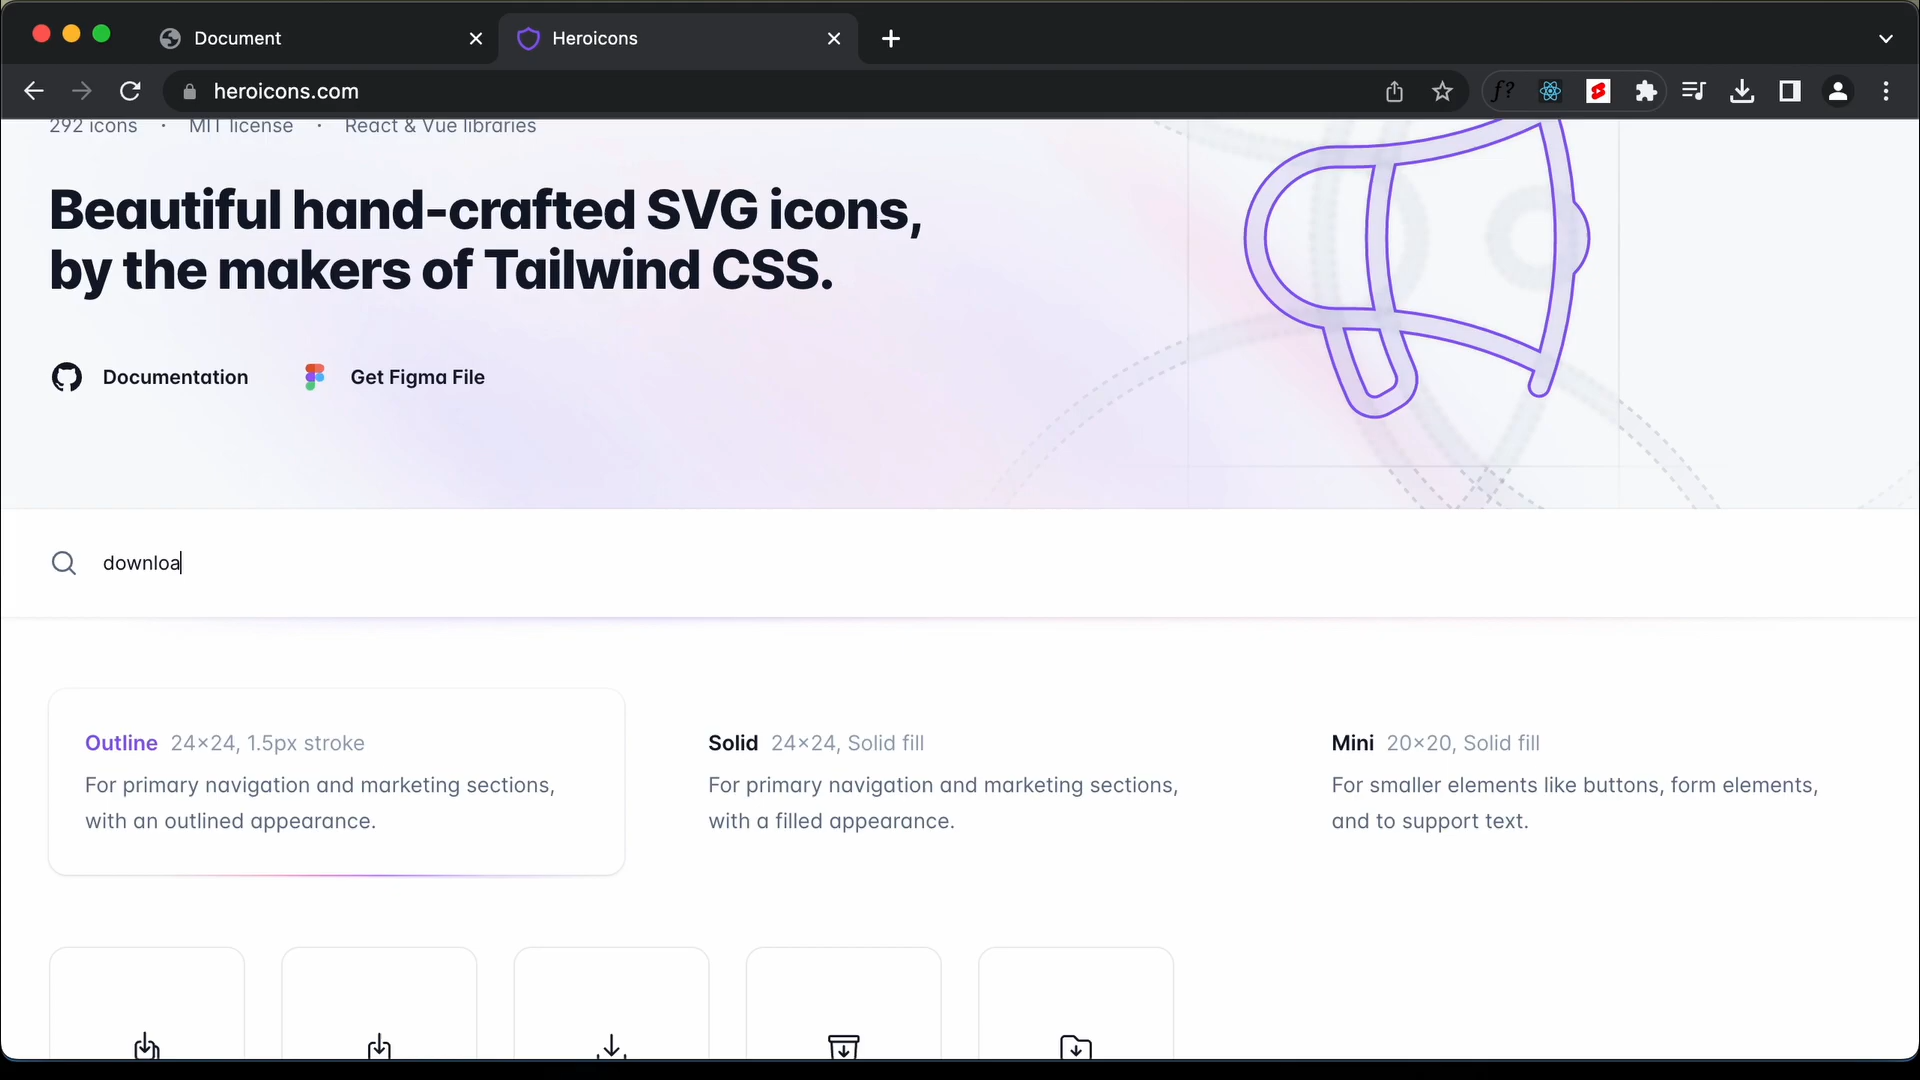 Document
Heroicons
heroicons.com
f?
292 icons · MIT license · React & Vue libraries
Beautiful hand-crafted SVG icons,
by the makers of Tailwind CSS.
Documentation
Get Figma File
downloa
Outline 24×24, 1.5px stroke
For primary navigation and marketing sections,
with an outlined appearance.
Solid 24×24, Solid fill
For primary navigation and marketing sections,
with a filled appearance.
Mini 20×20, Solid fill
For smaller elements like buttons, form elements,
and to support text.